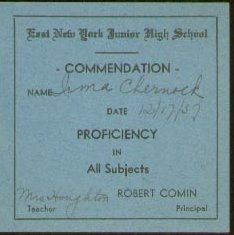 East New York Junior High School
- COMMENDATION -
NAME Irma Chernock
DATE 12/17/37
PROFICIENCY
IN
All Subjects
Mrs Houghton ROBERT COMIN
Teacher Principal